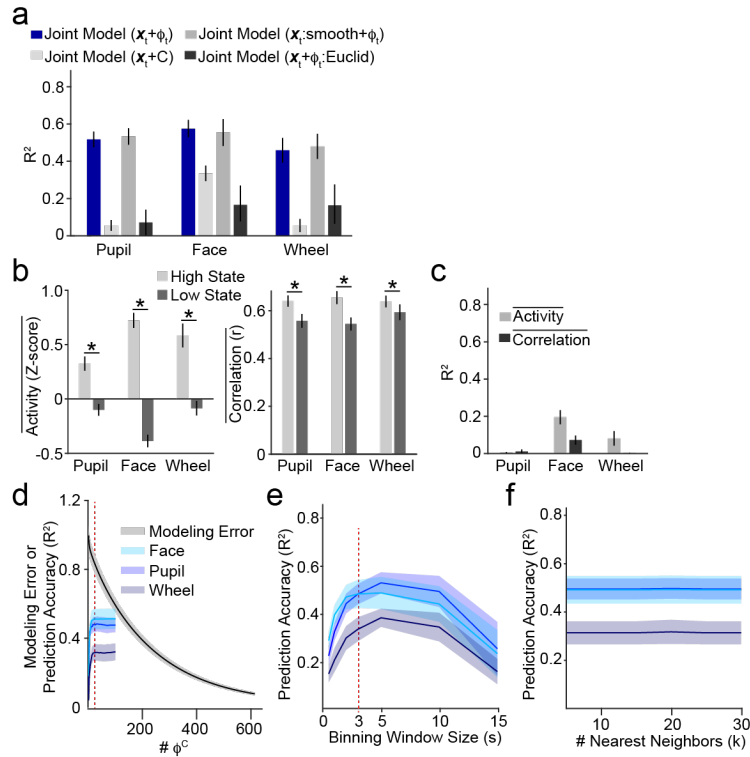 a
Joint Model (xₜ+ϕₜ) Joint Model (xₜ:smooth+ϕₜ)
Joint Model (xₜ+C) Joint Model (xₜ+ϕₜ:Euclid)
R²
0.8
0.6
0.4
0.2
0
Pupil Face Wheel
b
High State
Low State
Activity (Z-score)
1.0
0.5
0
-0.5
* * *
Pupil Face Wheel
Correlation (r)
0.6
0.4
0.2
0
* * *
Pupil Face Wheel
c
Activity
Correlation
R²
0.8
0.6
0.4
0.2
0
Pupil Face Wheel
d
Modeling Error or
Prediction Accuracy (R²)
1.2
0.8
0.4
0
Modeling Error
Face
Pupil
Wheel
200 400 600
# ϕᶜ
e
Prediction Accuracy (R²)
0.8
0.6
0.4
0.2
0 3 5 10 15
Binning Window Size (s)
f
Prediction Accuracy (R²)
0.8
0.6
0.4
0.2
10 20 30
# Nearest Neighbors (k)